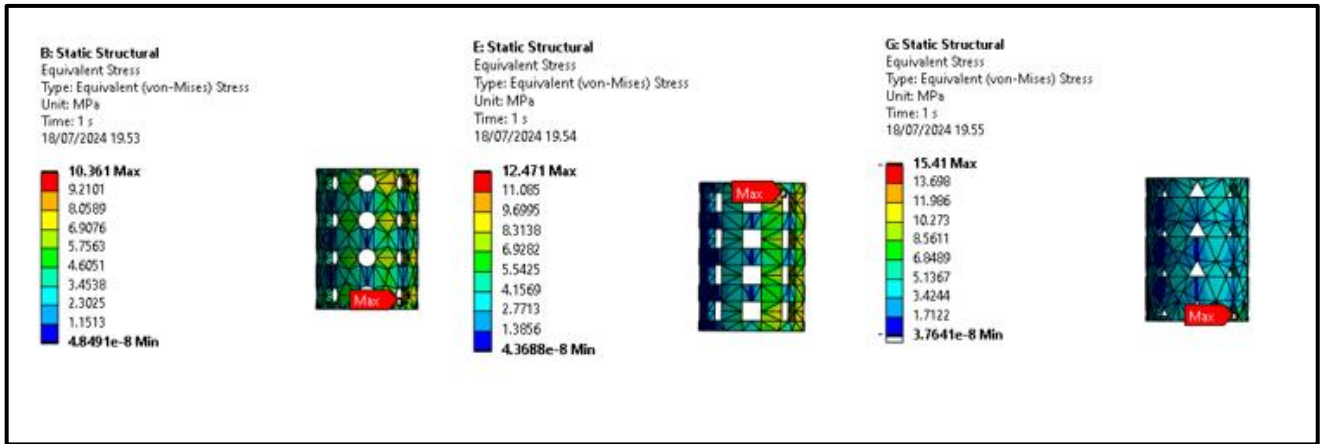 B: Static Structural
Equivalent Stress
Type: Equivalent (von-Mises) Stress
Unit: MPa
Time: 1 s
18/07/2024 19.53
10.361 Max
9.2101
8.0589
6.9076
5.7563
4.6051
3.4538
2.3025
1.1513
4.8491e-8 Min
Max
E: Static Structural
Equivalent Stress
Type: Equivalent (von-Mises) Stress
Unit: MPa
Time: 1 s
18/07/2024 19.54
12.471 Max
11.085
9.6995
8.3138
6.9282
5.5425
4.1569
2.7713
1.3856
4.3688e-8 Min
Max
G: Static Structural
Equivalent Stress
Type: Equivalent (von-Mises) Stress
Unit: MPa
Time: 1 s
18/07/2024 19.55
15.41 Max
13.698
11.986
10.273
8.5611
6.8489
5.1367
3.4244
1.7122
3.7641e-8 Min
Max